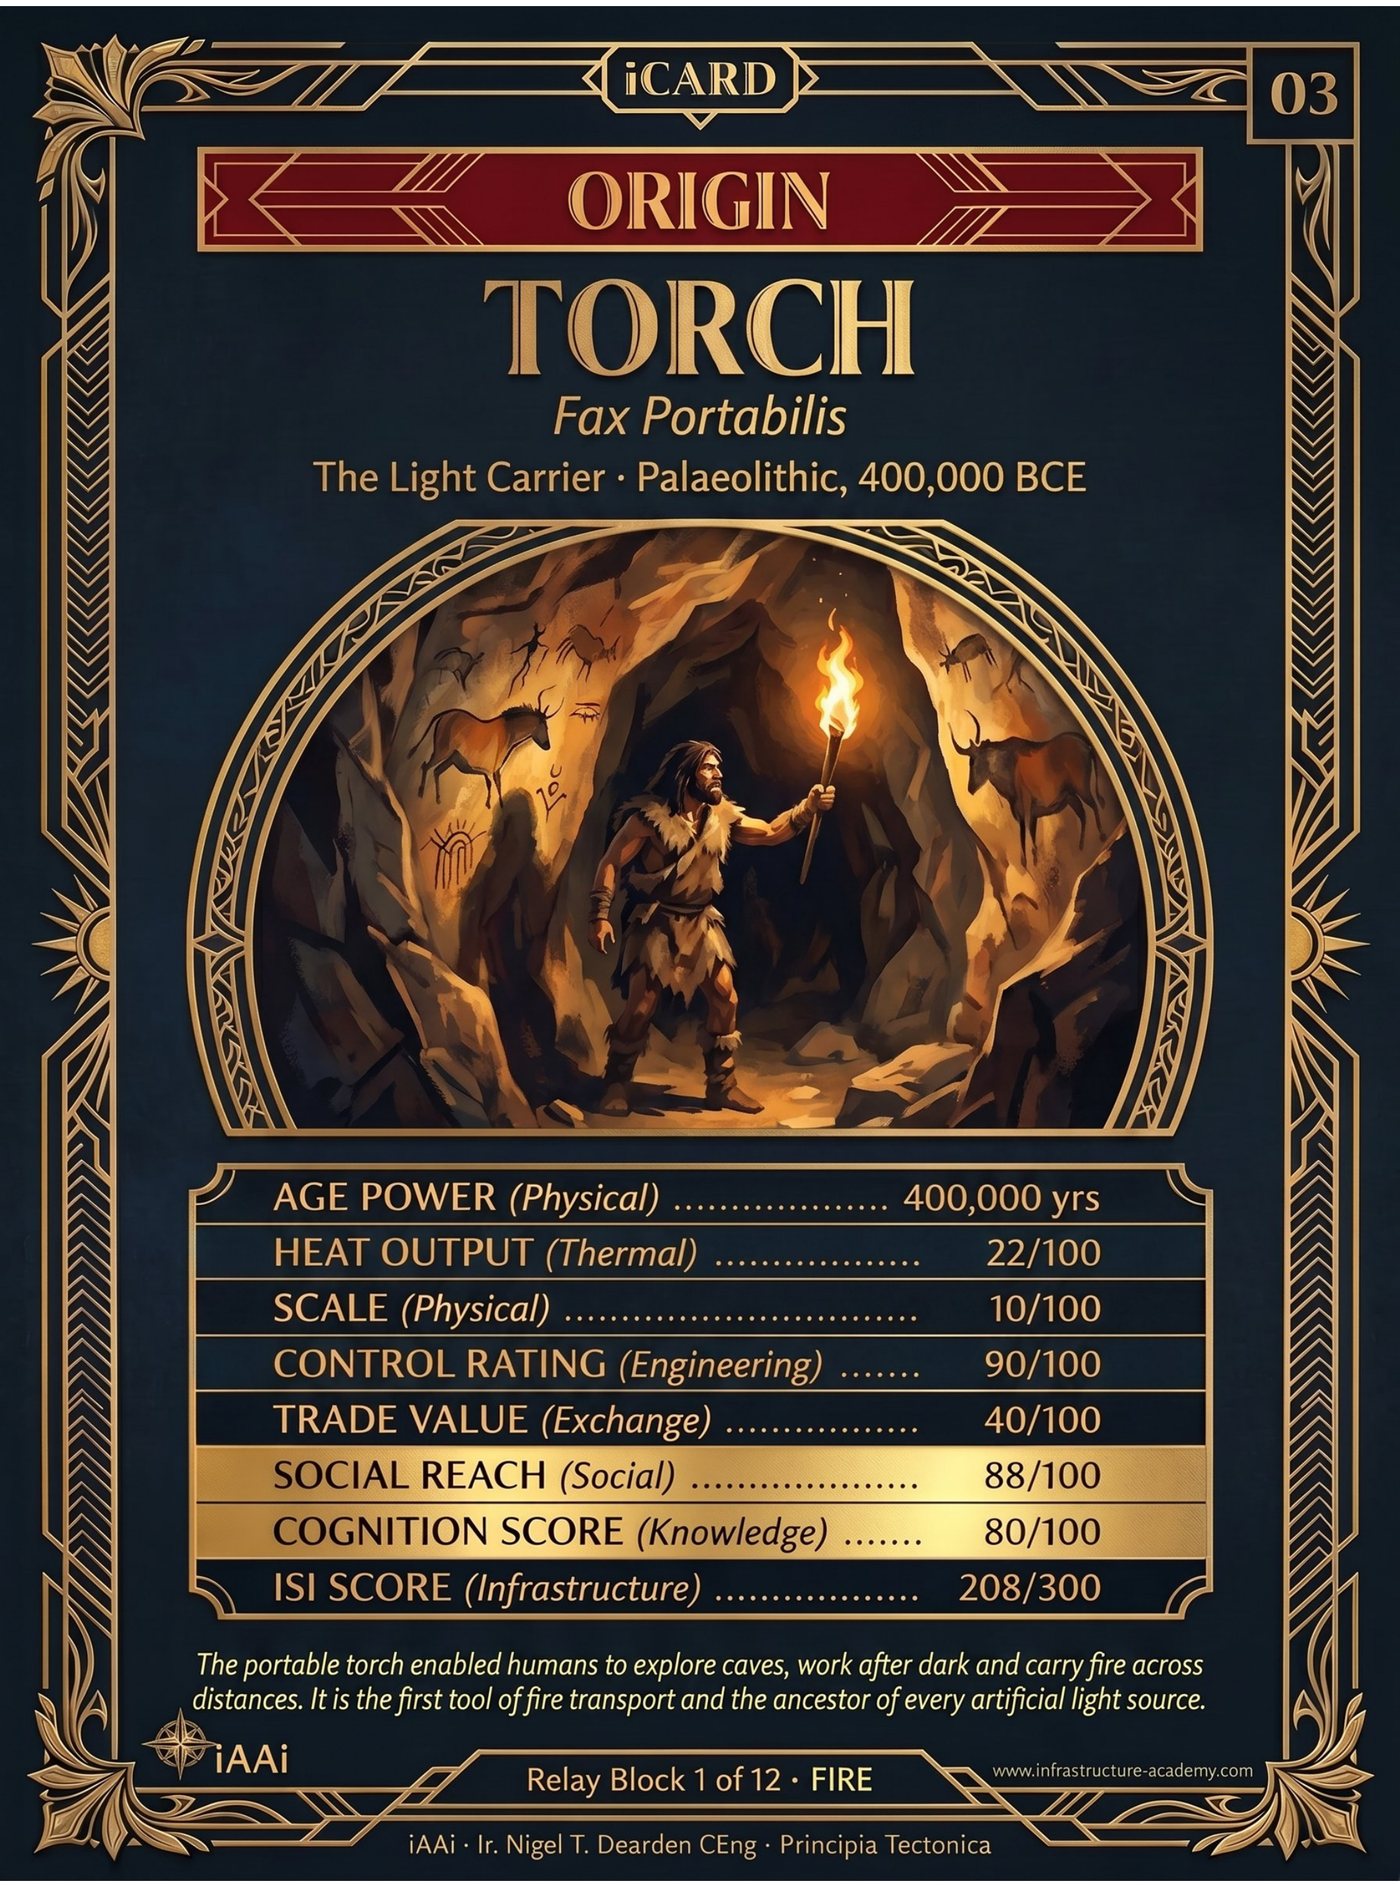 iCARD
03
ORIGIN
TORCH
Fax Portabilis
The Light Carrier · Palaeolithic, 400,000 BCE
AGE POWER (Physical) ................... 400,000 yrs
HEAT OUTPUT (Thermal) .................. 22/100
SCALE (Physical) ............................... 10/100
CONTROL RATING (Engineering) ....... 90/100
TRADE VALUE (Exchange) ................. 40/100
SOCIAL REACH (Social) .................... 88/100
COGNITION SCORE (Knowledge) ....... 80/100
ISI SCORE (Infrastructure) .................. 208/300
The portable torch enabled humans to explore caves, work after dark and carry fire across
distances. It is the first tool of fire transport and the ancestor of every artificial light source.
iAAi
Relay Block 1 of 12 · FIRE
www.infrastructure-academy.com
iAAi · Ir. Nigel T. Dearden CEng · Principia Tectonica